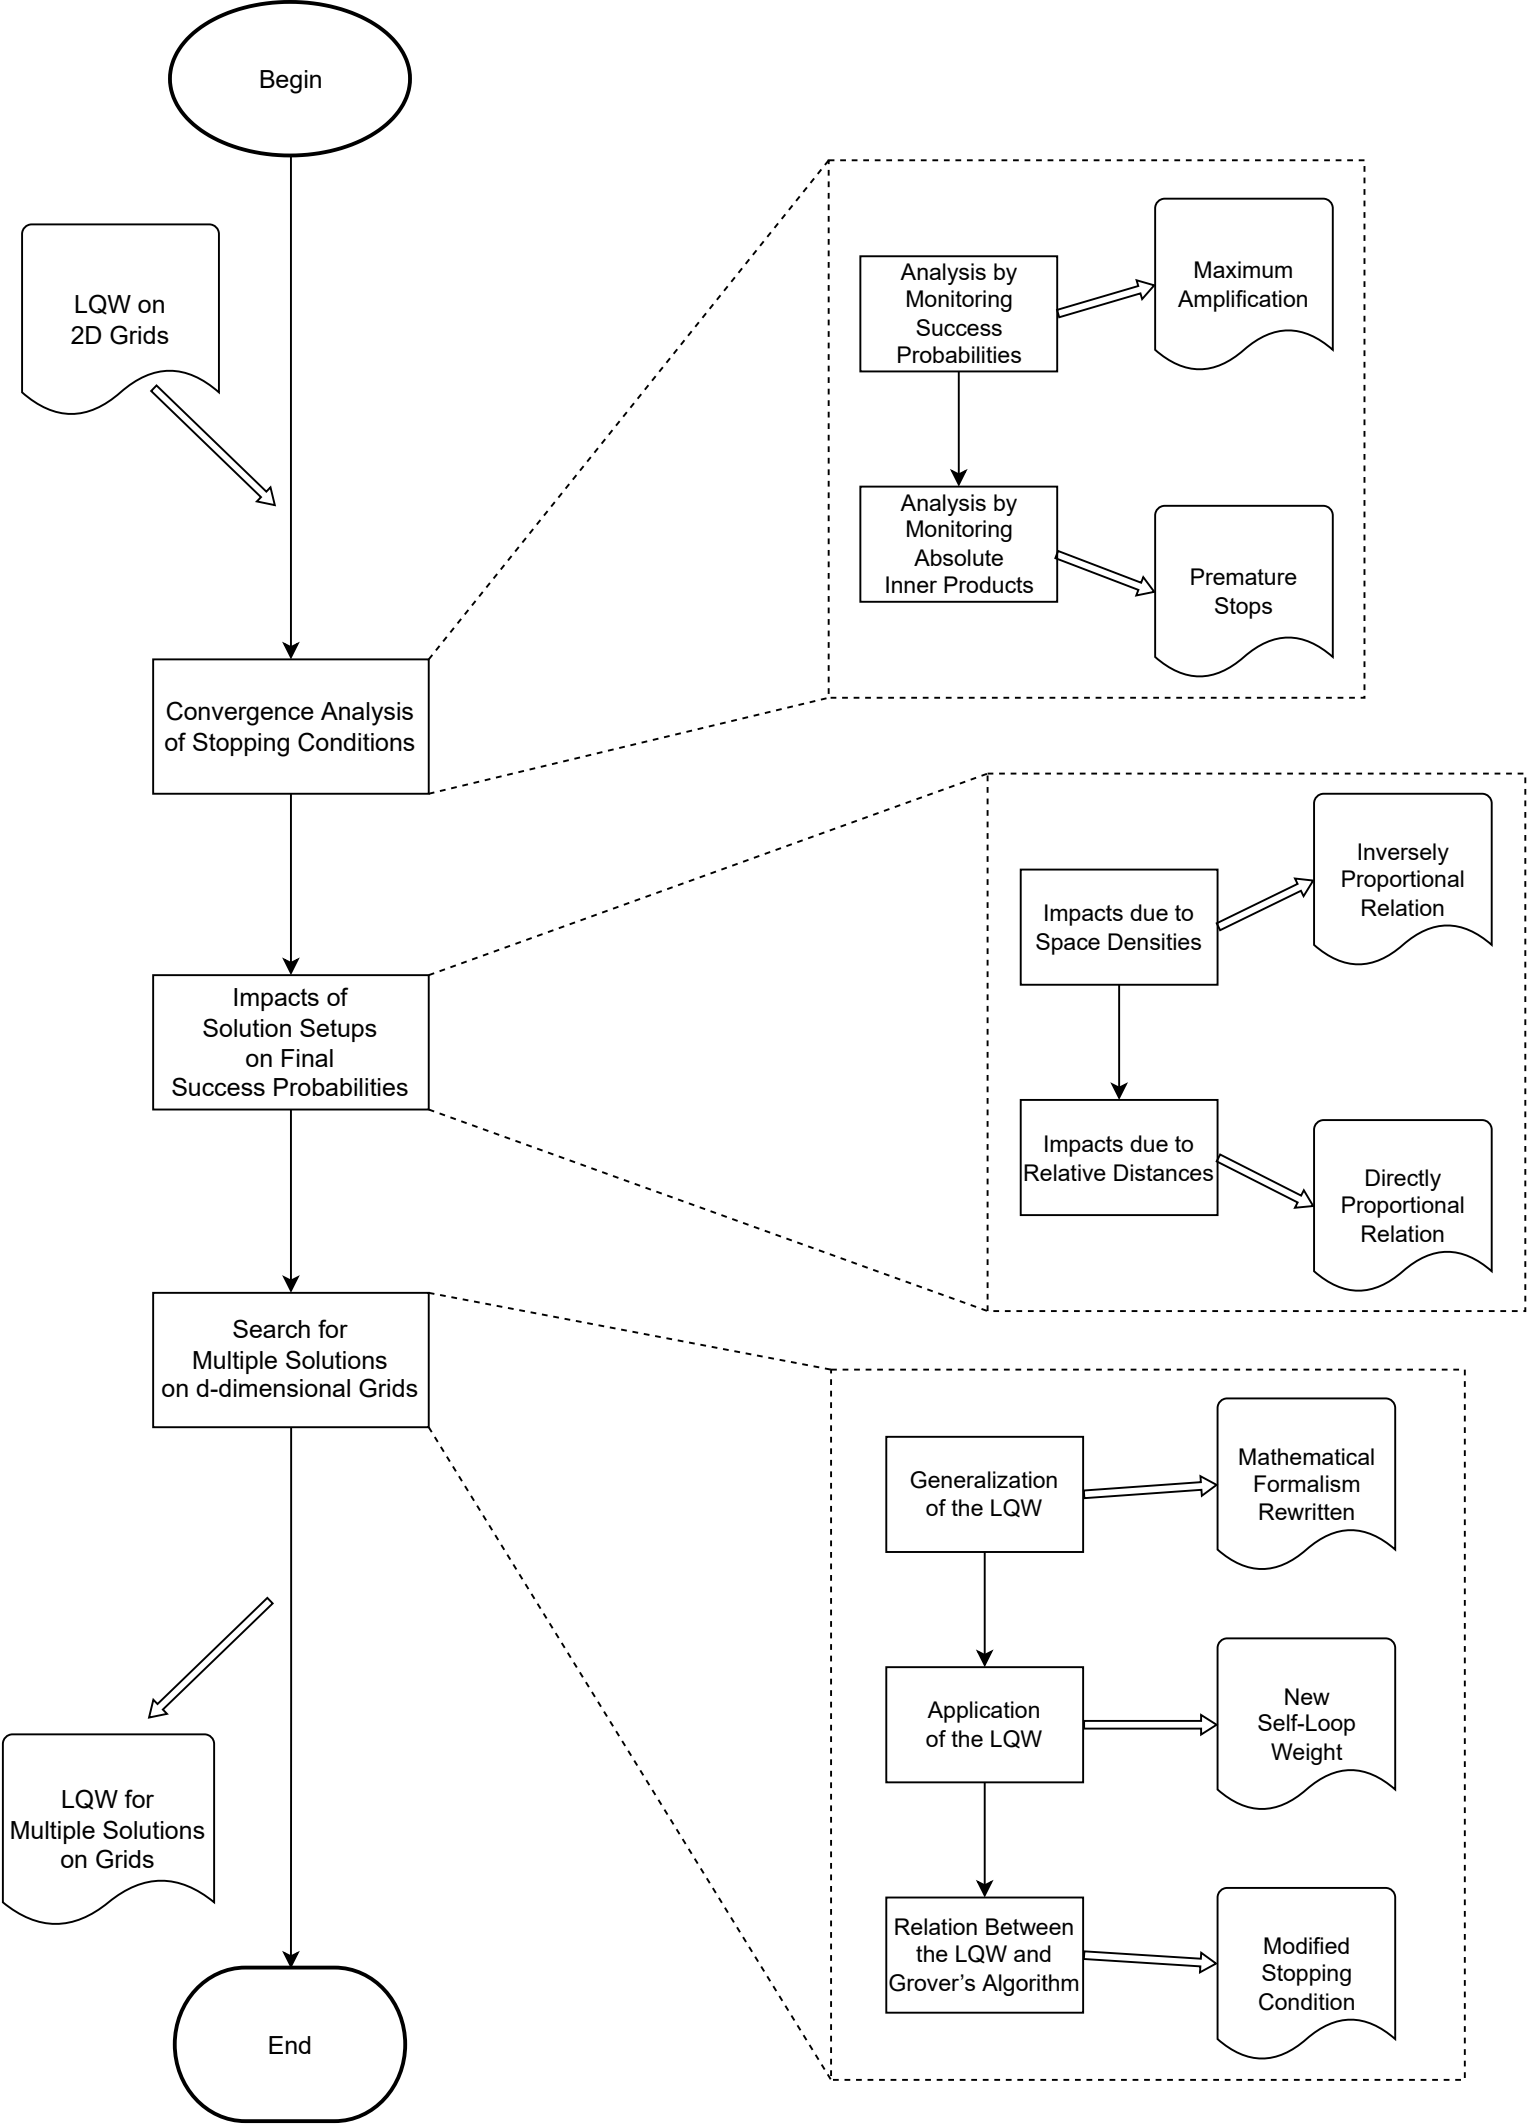 Begin
LQW on
2D Grids
Convergence Analysis
of Stopping Conditions
Analysis by
Monitoring
Success
Probabilities
Maximum
Amplification
Analysis by
Monitoring
Absolute
Inner Products
Premature
Stops
Impacts of
Solution Setups
on Final
Success Probabilities
Impacts due to
Space Densities
Inversely
Proportional
Relation
Impacts due to
Relative Distances
Directly
Proportional
Relation
Search for
Multiple Solutions
on d-dimensional Grids
Generalization
of the LQW
Mathematical
Formalism
Rewritten
Application
of the LQW
New
Self-Loop
Weight
Relation Between
the LQW and
Grover’s Algorithm
Modified
Stopping
Condition
LQW for
Multiple Solutions
on Grids
End